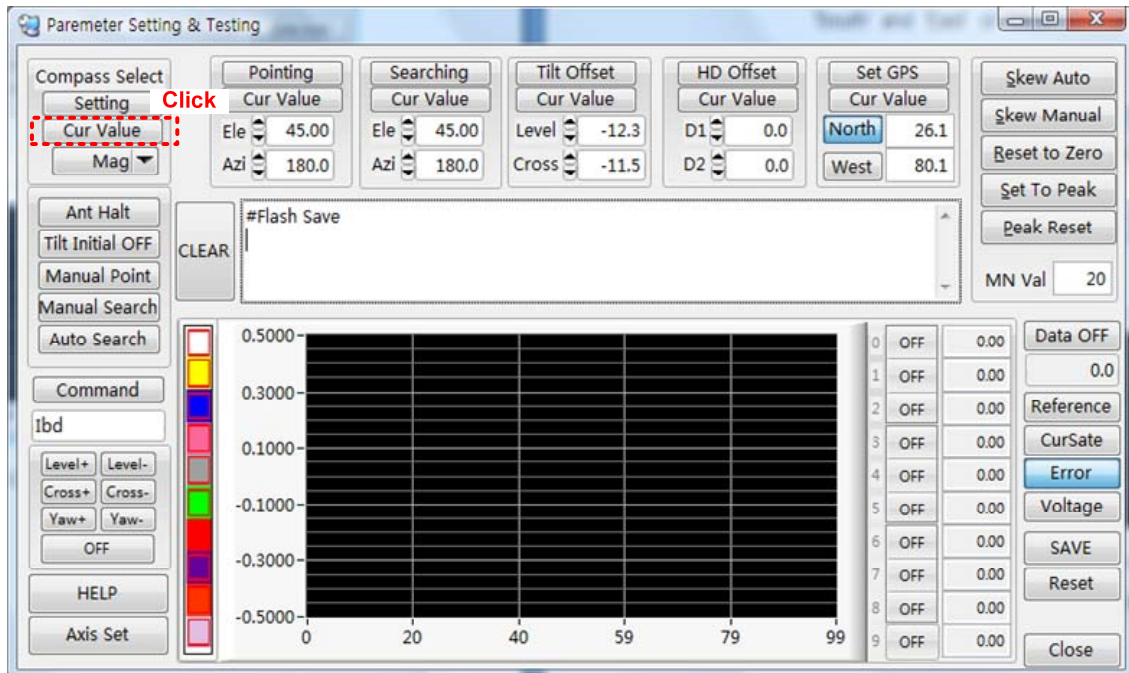 Paremeter Setting & Testing
Compass Select
Setting
Click
Cur Value
Mag
Pointing
Cur Value
Ele 45.00
Azi 180.0
Searching
Cur Value
Ele 45.00
Azi 180.0
Tilt Offset
Cur Value
Level -12.3
Cross -11.5
HD Offset
Cur Value
D1 0.0
D2 0.0
Set GPS
Cur Value
North 26.1
West 80.1
Skew Auto
Skew Manual
Reset to Zero
Set To Peak
Peak Reset
MN Val 20
Ant Halt
Tilt Initial OFF
Manual Point
Manual Search
Auto Search
CLEAR
#Flash Save
Command
Ibd
Level+ Level-
Cross+ Cross-
Yaw+ Yaw-
OFF
HELP
Axis Set
0.5000
0.3000
0.1000
-0.1000
-0.3000
-0.5000
0 20 40 59 79 99
0 OFF 0.00
1 OFF 0.00
2 OFF 0.00
3 OFF 0.00
4 OFF 0.00
5 OFF 0.00
6 OFF 0.00
7 OFF 0.00
8 OFF 0.00
9 OFF 0.00
Data OFF
0.0
Reference
CurSate
Error
Voltage
SAVE
Reset
Close